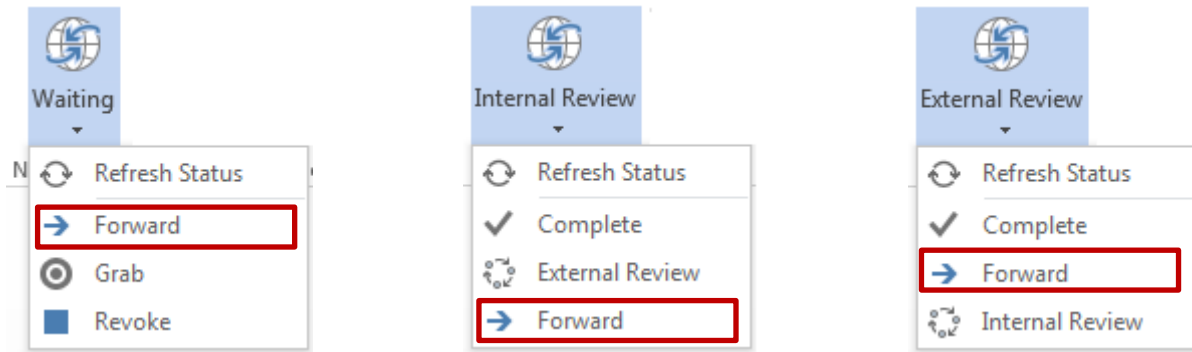 Waiting
N
Refresh Status
Forward
Grab
Revoke
Internal Review
Refresh Status
Complete
External Review
Forward
External Review
Refresh Status
Complete
Forward
Internal Review